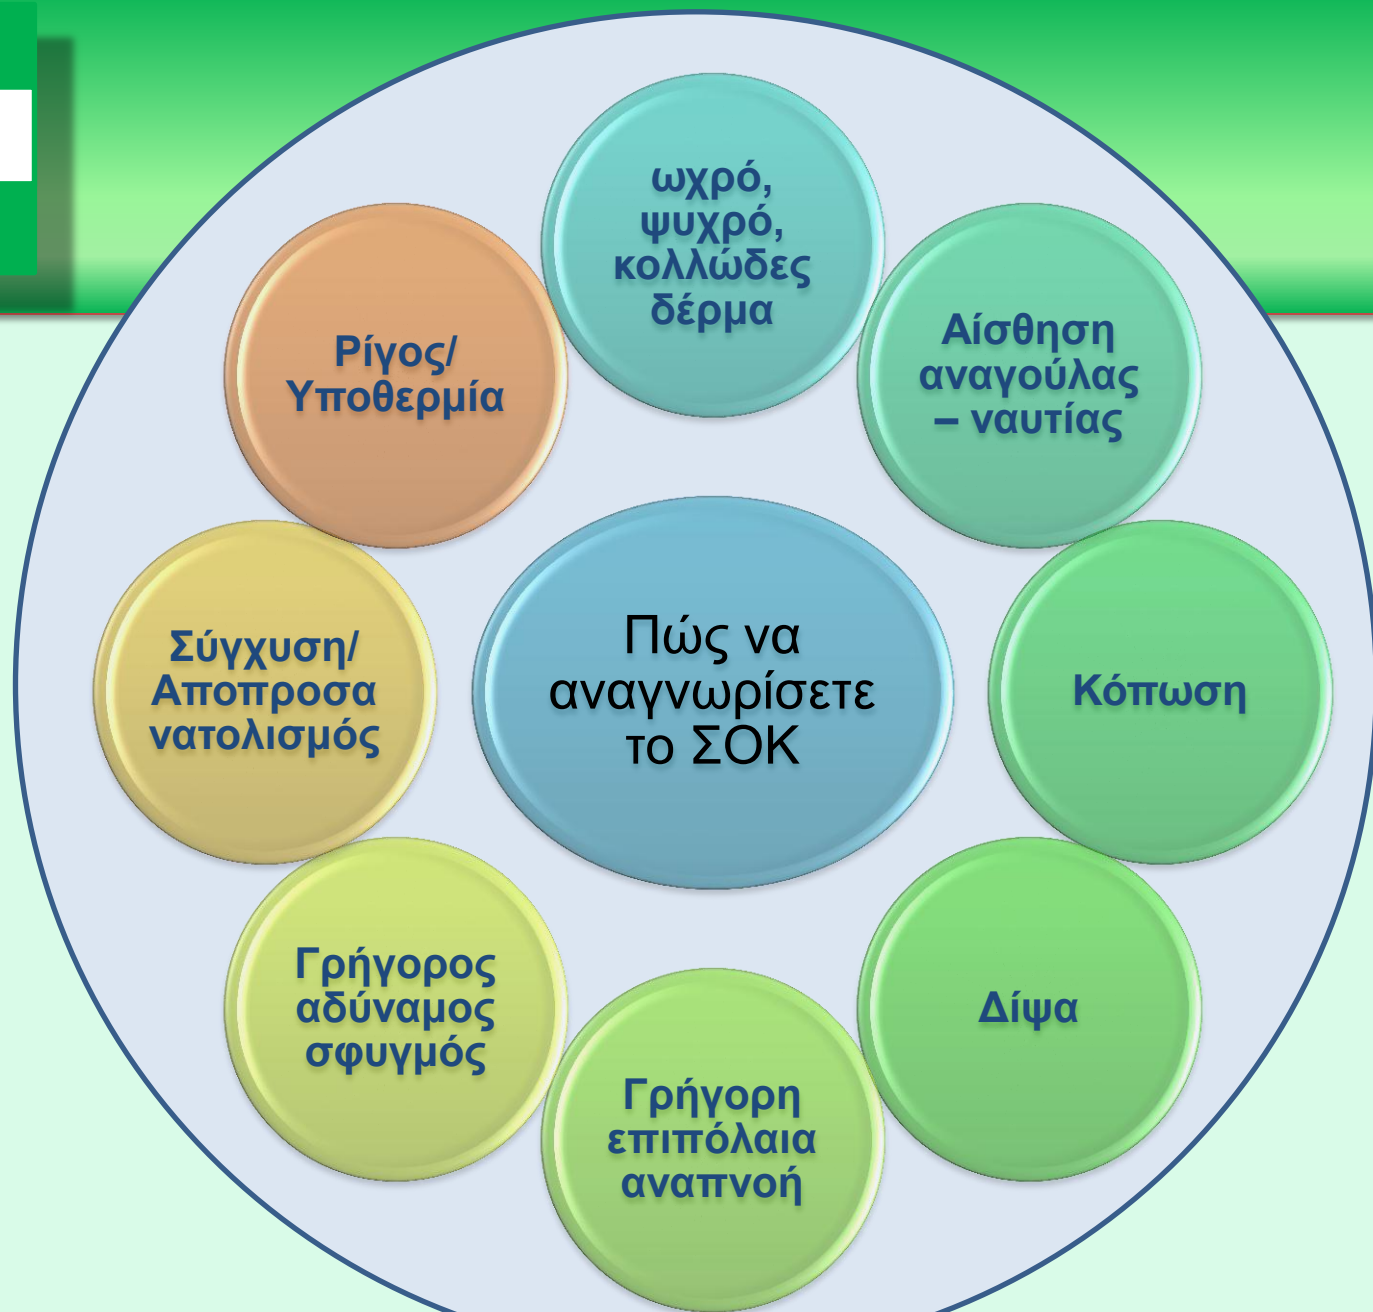 ωχρό,
ψυχρό,
κολλώδες
δέρμα
Αίσθηση
αναγούλας
– ναυτίας
Κόπωση
Δίψα
Γρήγορη
επιπόλαια
αναπνοή
Γρήγορος
αδύναμος
σφυγμός
Σύγχυση/
Αποπροσα
νατολισμός
Ρίγος/
Υποθερμία
Πώς να
αναγνωρίσετε
το ΣΟΚ